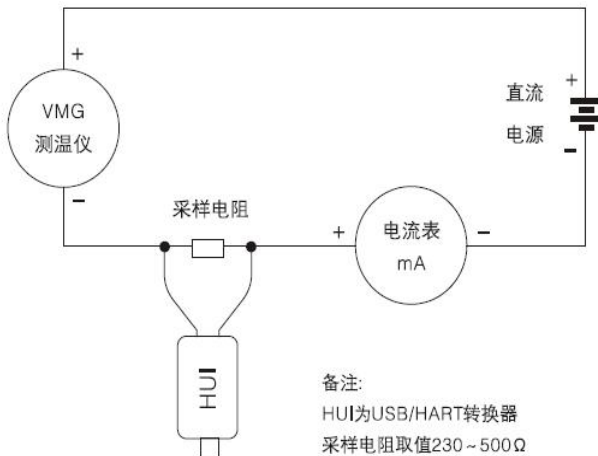 +
VMG
测温仪
−
直流
电源
+
−
采样电阻
+
电流表
mA
−
HUI
备注:
HUI为USB/HART转换器
采样电阻取值230~500Ω